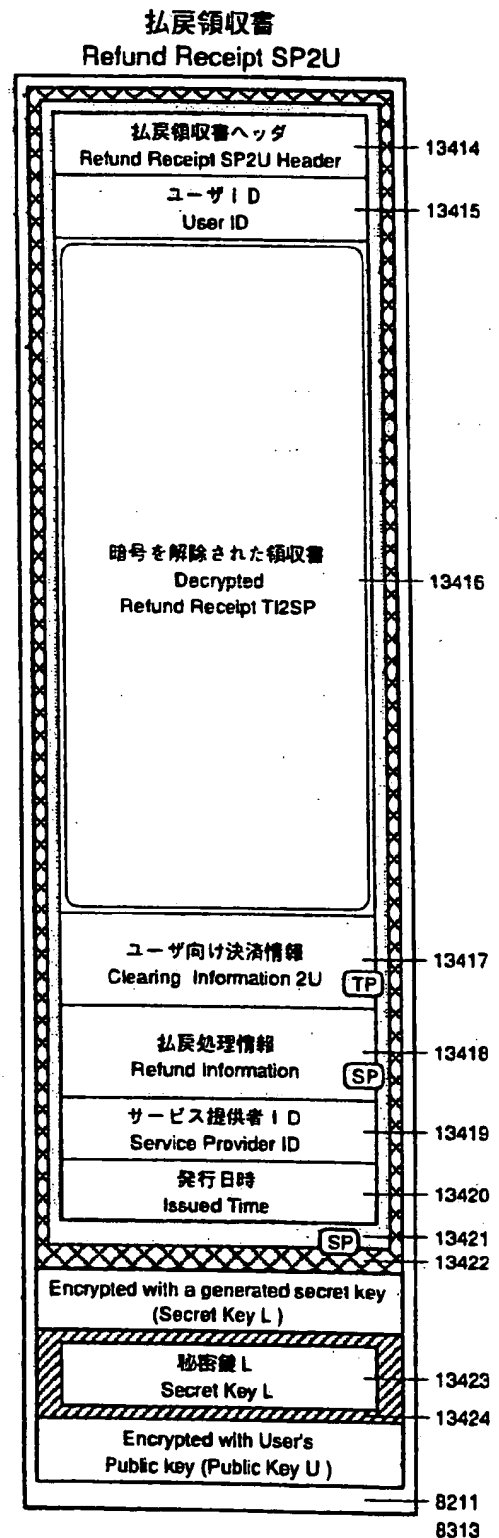 払戻領収書
Refund Receipt SP2U
払戻領収書ヘッダ
Refund Receipt SP2U Header
13414
ユーザID
User ID
13415
暗号を解除された領収書
Decrypted
Refund Receipt TI2SP
13416
ユーザ向け決済情報
Clearing Information 2U
TP
13417
払戻処理情報
Refund Information
SP
13418
サービス提供者ID
Service Provider ID
13419
発行日時
Issued Time
13420
SP
13421
13422
Encrypted with a generated secret key
(Secret Key L )
秘密鍵L
Secret Key L
13423
13424
Encrypted with User's
Public key (Public Key U )
8211
8313